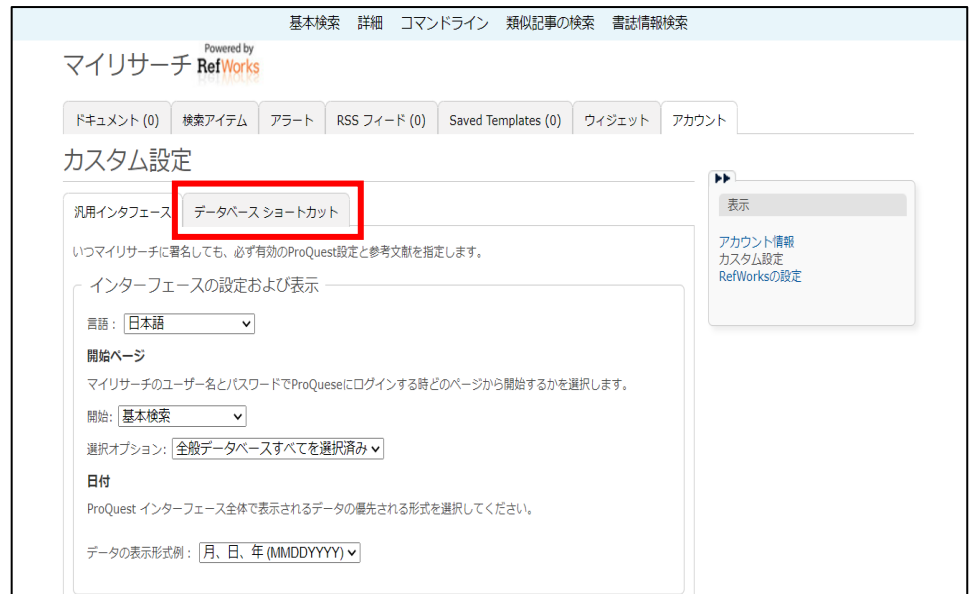 基本検索 詳細 コマンドライン 類似記事の検索 書誌情報検索
マイリサーチ Powered by RefWorks
ドキュメント (0) 検索アイテム アラート RSS フィード (0) Saved Templates (0) ウィジェット アカウント
カスタム設定
汎用インタフェース データベース ショートカット
いつマイリサーチに署名しても、必ず有効のProQuest設定と参考文献を指定します。
インターフェースの設定および表示
言語： 日本語
開始ページ
マイリサーチのユーザー名とパスワードでProQueseにログインする時どのページから開始するかを選択します。
開始: 基本検索
選択オプション: 全般データベースすべてを選択済み
日付
ProQuest インターフェース全体で表示されるデータの優先される形式を選択してください。
データの表示形式例： 月、日、年 (MMDDYYYY)
表示
アカウント情報
カスタム設定
RefWorksの設定